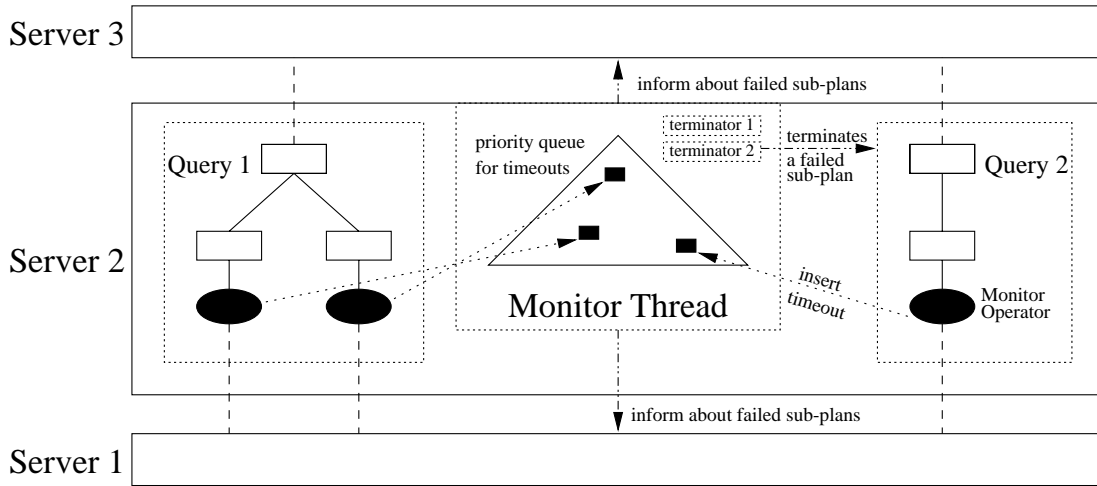 Server 3
inform about failed sub-plans
terminator 1
terminator 2
terminates
a failed
sub-plan
priority queue
for timeouts
Query 1
Query 2
Server 2
insert
timeout
Monitor
Operator
Monitor Thread
inform about failed sub-plans
Server 1